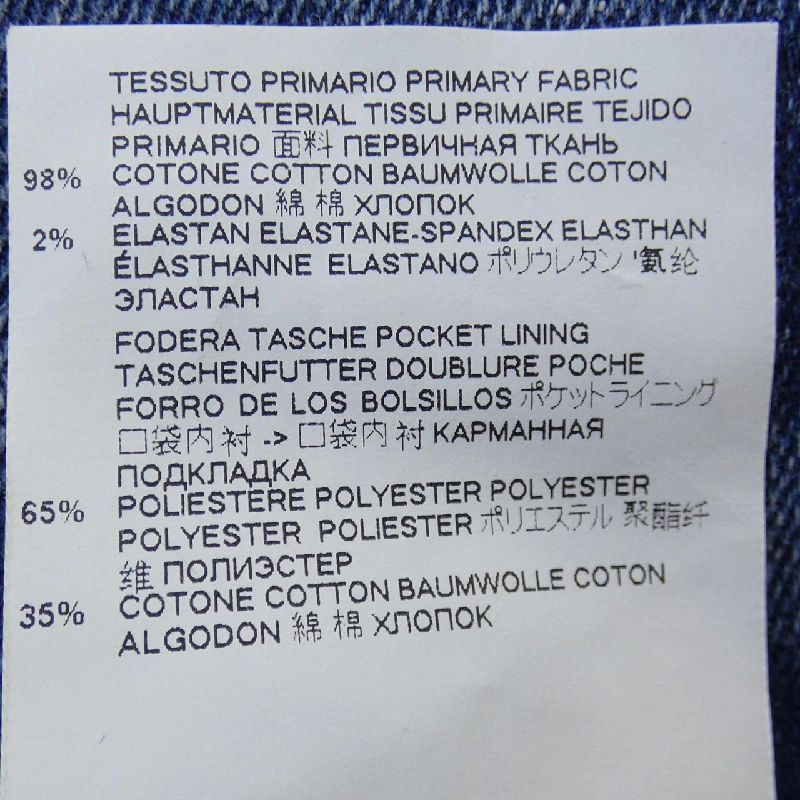 TESSUTO PRIMARIO PRIMARY FABRIC
HAUPTMATERIAL TISSU PRIMAIRE TEJIDO
PRIMARIO 面料 ПЕРВИЧНАЯ ТКАНЬ
98% COTONE COTTON BAUMWOLLE COTON
ALGODON 綿 棉 ХЛОПОК
2% ELASTAN ELASTANE-SPANDEX ELASTHAN
ÉLASTHANNE ELASTANO ポリウレタン '氨纶
ЭЛАСТАН
FODERA TASCHE POCKET LINING
TASCHENFUTTER DOUBLURE POCHE
FORRO DE LOS BOLSILLOS ポケットライニング
口袋内衬 -> 口袋内衬 КАРМАННАЯ
ПОДКЛАДКА
65% POLIESTERE POLYESTER POLYESTER
POLYESTER POLIESTER ポリエステル 聚酯纤
维 ПОЛИЭСТЕР
35% COTONE COTTON BAUMWOLLE COTON
ALGODON 綿 棉 ХЛОПОК